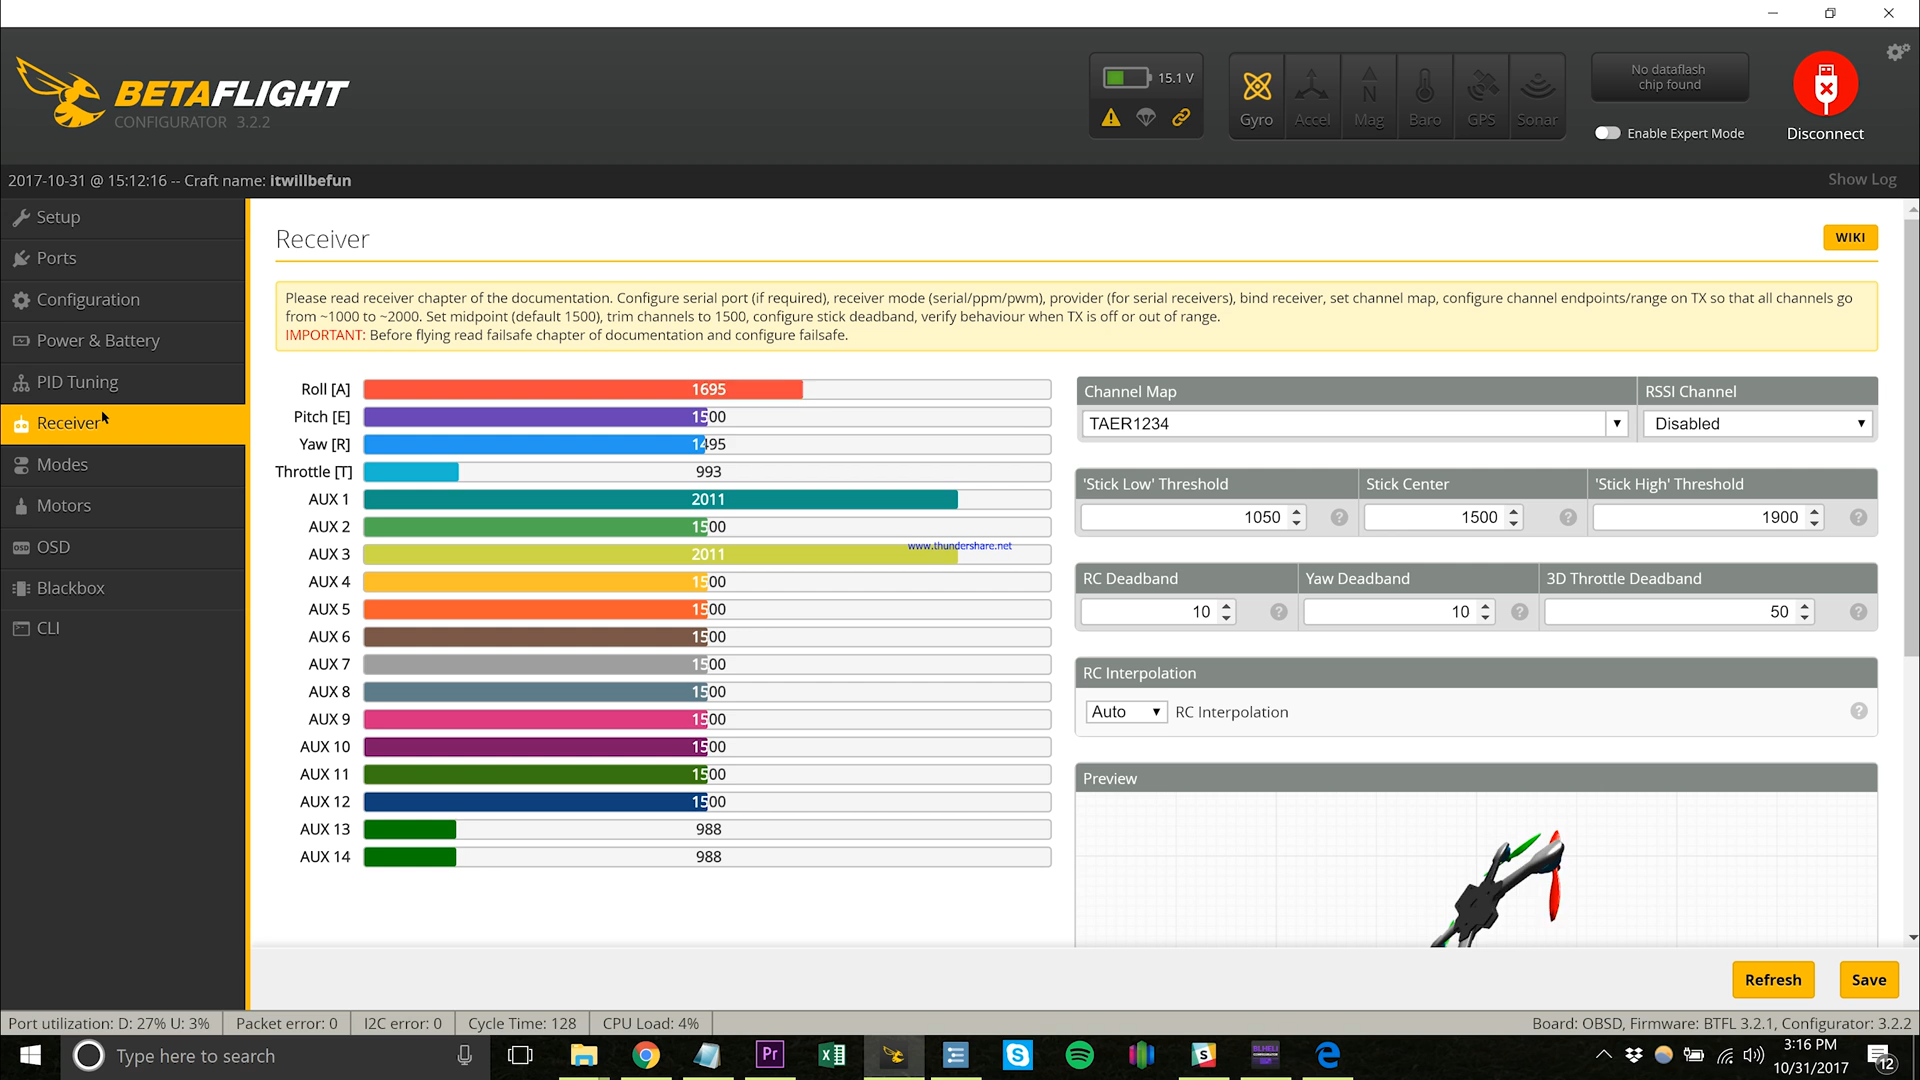 BETAFLIGHT
CONFIGURATOR 3.2.2
15.1 V
Gyro
Accel
Mag
Baro
GPS
Sonar
No dataflash
chip found
Enable Expert Mode
Disconnect
2017-10-31 @ 15:12:16 -- Craft name: itwillbefun
Show Log
Setup
Ports
Configuration
Power & Battery
PID Tuning
Receiver
Modes
Motors
OSD
Blackbox
CLI
Receiver
WIKI
Please read receiver chapter of the documentation. Configure serial port (if required), receiver mode (serial/ppm/pwm), provider (for serial receivers), bind receiver, set channel map, configure channel endpoints/range on TX so that all channels go
from ~1000 to ~2000. Set midpoint (default 1500), trim channels to 1500, configure stick deadband, verify behaviour when TX is off or out of range.
IMPORTANT: Before flying read failsafe chapter of documentation and configure failsafe.
Roll [A] 1695
Pitch [E] 1500
Yaw [R] 1495
Throttle [T] 993
AUX 1 2011
AUX 2 1500
AUX 3 2011
www.thundershare.net
AUX 4 1500
AUX 5 1500
AUX 6 1500
AUX 7 1500
AUX 8 1500
AUX 9 1500
AUX 10 1500
AUX 11 1500
AUX 12 1500
AUX 13 988
AUX 14 988
Channel Map RSSI Channel
TAER1234 Disabled
'Stick Low' Threshold Stick Center 'Stick High' Threshold
1050 1500 1900
RC Deadband Yaw Deadband 3D Throttle Deadband
10 10 50
RC Interpolation
Auto RC Interpolation
Preview
Refresh Save
Port utilization: D: 27% U: 3% Packet error: 0 I2C error: 0 Cycle Time: 128 CPU Load: 4% Board: OBSD, Firmware: BTFL 3.2.1, Configurator: 3.2.2
Type here to search
Pr
BLHELI
3:16 PM
10/31/2017
12